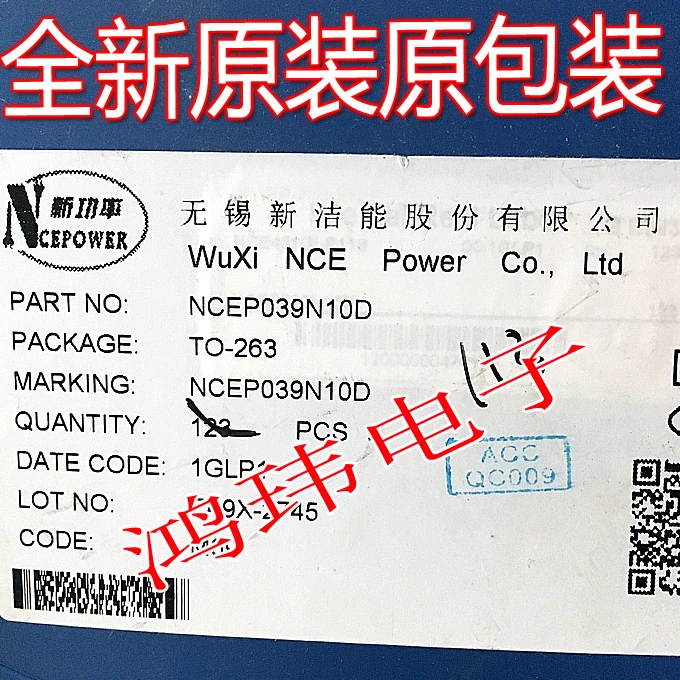 全新原装原包装
新功率
NCEPOWER
无锡新洁能股份有限公司
WuXi NCE Power Co., Ltd
PART NO: NCEP039N10D
PACKAGE: TO-263
MARKING: NCEP039N10D
QUANTITY: 123 PCS
DATE CODE: 1GLP1
LOT NO:
CODE:
ACC
QC009
鸿玮电子